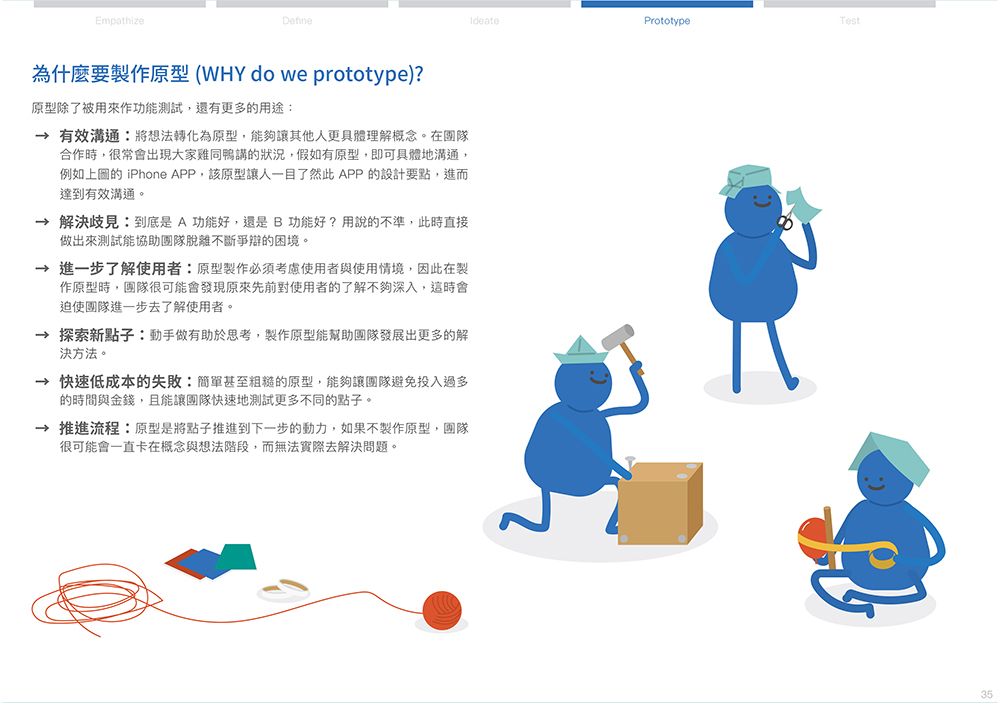 Empathize
Define
Ideate
Prototype
Test
為什麼要製作原型 (WHY do we prototype)?
原型除了被用來作功能測試，還有更多的用途：
→ 有效溝通：將想法轉化為原型，能夠讓其他人更具體理解概念。在團隊
合作時，很常會出現大家雞同鴨講的狀況，假如有原型，即可具體地溝通，
例如上圖的 iPhone APP，該原型讓人一目了然此 APP 的設計要點，進而
達到有效溝通。
→ 解決歧見：到底是 A 功能好，還是 B 功能好？用說的不準，此時直接
做出來測試能協助團隊脫離不斷爭辯的困境。
→ 進一步了解使用者：原型製作必須考慮使用者與使用情境，因此在製
作原型時，團隊很可能會發現原來先前對使用者的了解不夠深入，這時會
迫使團隊進一步去了解使用者。
→ 探索新點子：動手做有助於思考，製作原型能幫助團隊發展出更多的解
決方法。
→ 快速低成本的失敗：簡單甚至粗糙的原型，能夠讓團隊避免投入過多
的時間與金錢，且能讓團隊快速地測試更多不同的點子。
→ 推進流程：原型是將點子推進到下一步的動力，如果不製作原型，團隊
很可能會一直卡在概念與想法階段，而無法實際去解決問題。
35